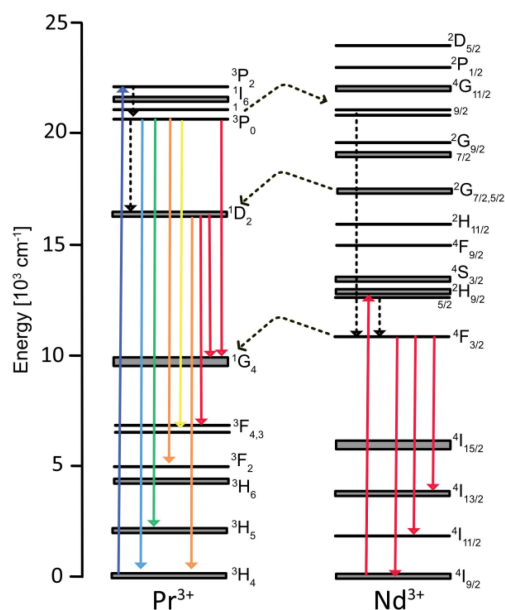 Energy [10³ cm⁻¹]
25
20
15
10
5
0
³P₂
¹I₆
1
³P₀
¹D₂
¹G₄
³F₄,₃
³F₂
³H₆
³H₅
³H₄
Pr³⁺
²D₅/₂
²P₁/₂
⁴G₁₁/₂
9/2
²G₉/₂
7/2
²G₇/₂,₅/₂
²H₁₁/₂
⁴F₉/₂
⁴S₃/₂
²H₉/₂
5/2
⁴F₃/₂
⁴I₁₅/₂
⁴I₁₃/₂
⁴I₁₁/₂
⁴I₉/₂
Nd³⁺